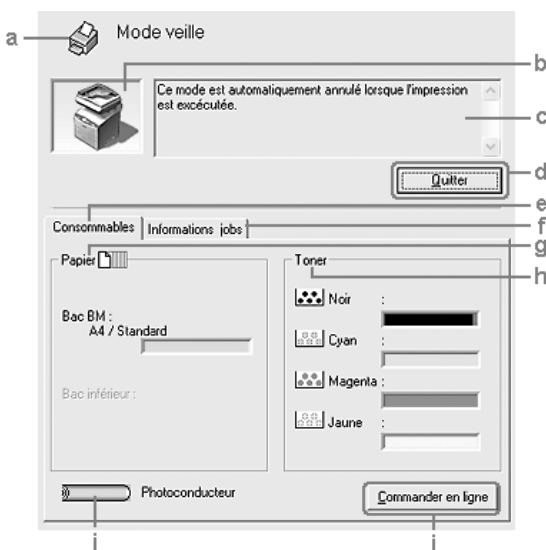 a
Mode veille
b
Ce mode est automatiquement annulé lorsque l'impression
est excécutée.
c
Quitter
d
e
Consommables
Informations jobs
f
Papier
g
Toner
h
Noir :
Bac BM :
A4 / Standard
Cyan :
Magenta :
Bac inférieur :
Jaune :
Photoconducteur
Commander en ligne
i
j